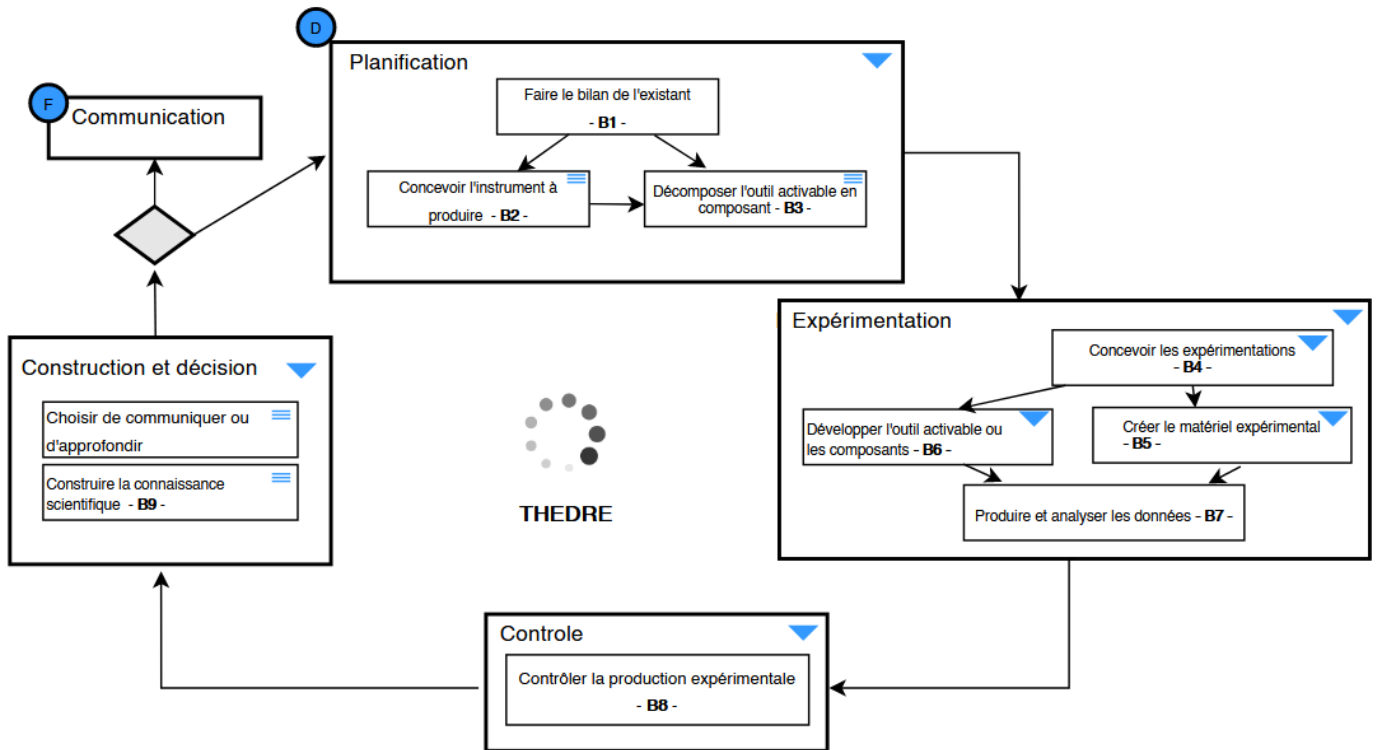 D
Planification
Faire le bilan de l'existant
- B1 -
Concevoir l'instrument à
produire - B2 -
Décomposer l'outil activable en
composant - B3 -
F
Communication
Expérimentation
Concevoir les expérimentations
- B4 -
Développer l'outil activable ou
les composants - B6 -
Créer le matériel expérimental
- B5 -
Produire et analyser les données - B7 -
Construction et décision
Choisir de communiquer ou
d'approfondir
Construire la connaissance
scientifique - B9 -
THEDRE
Controle
Contrôler la production expérimentale
- B8 -